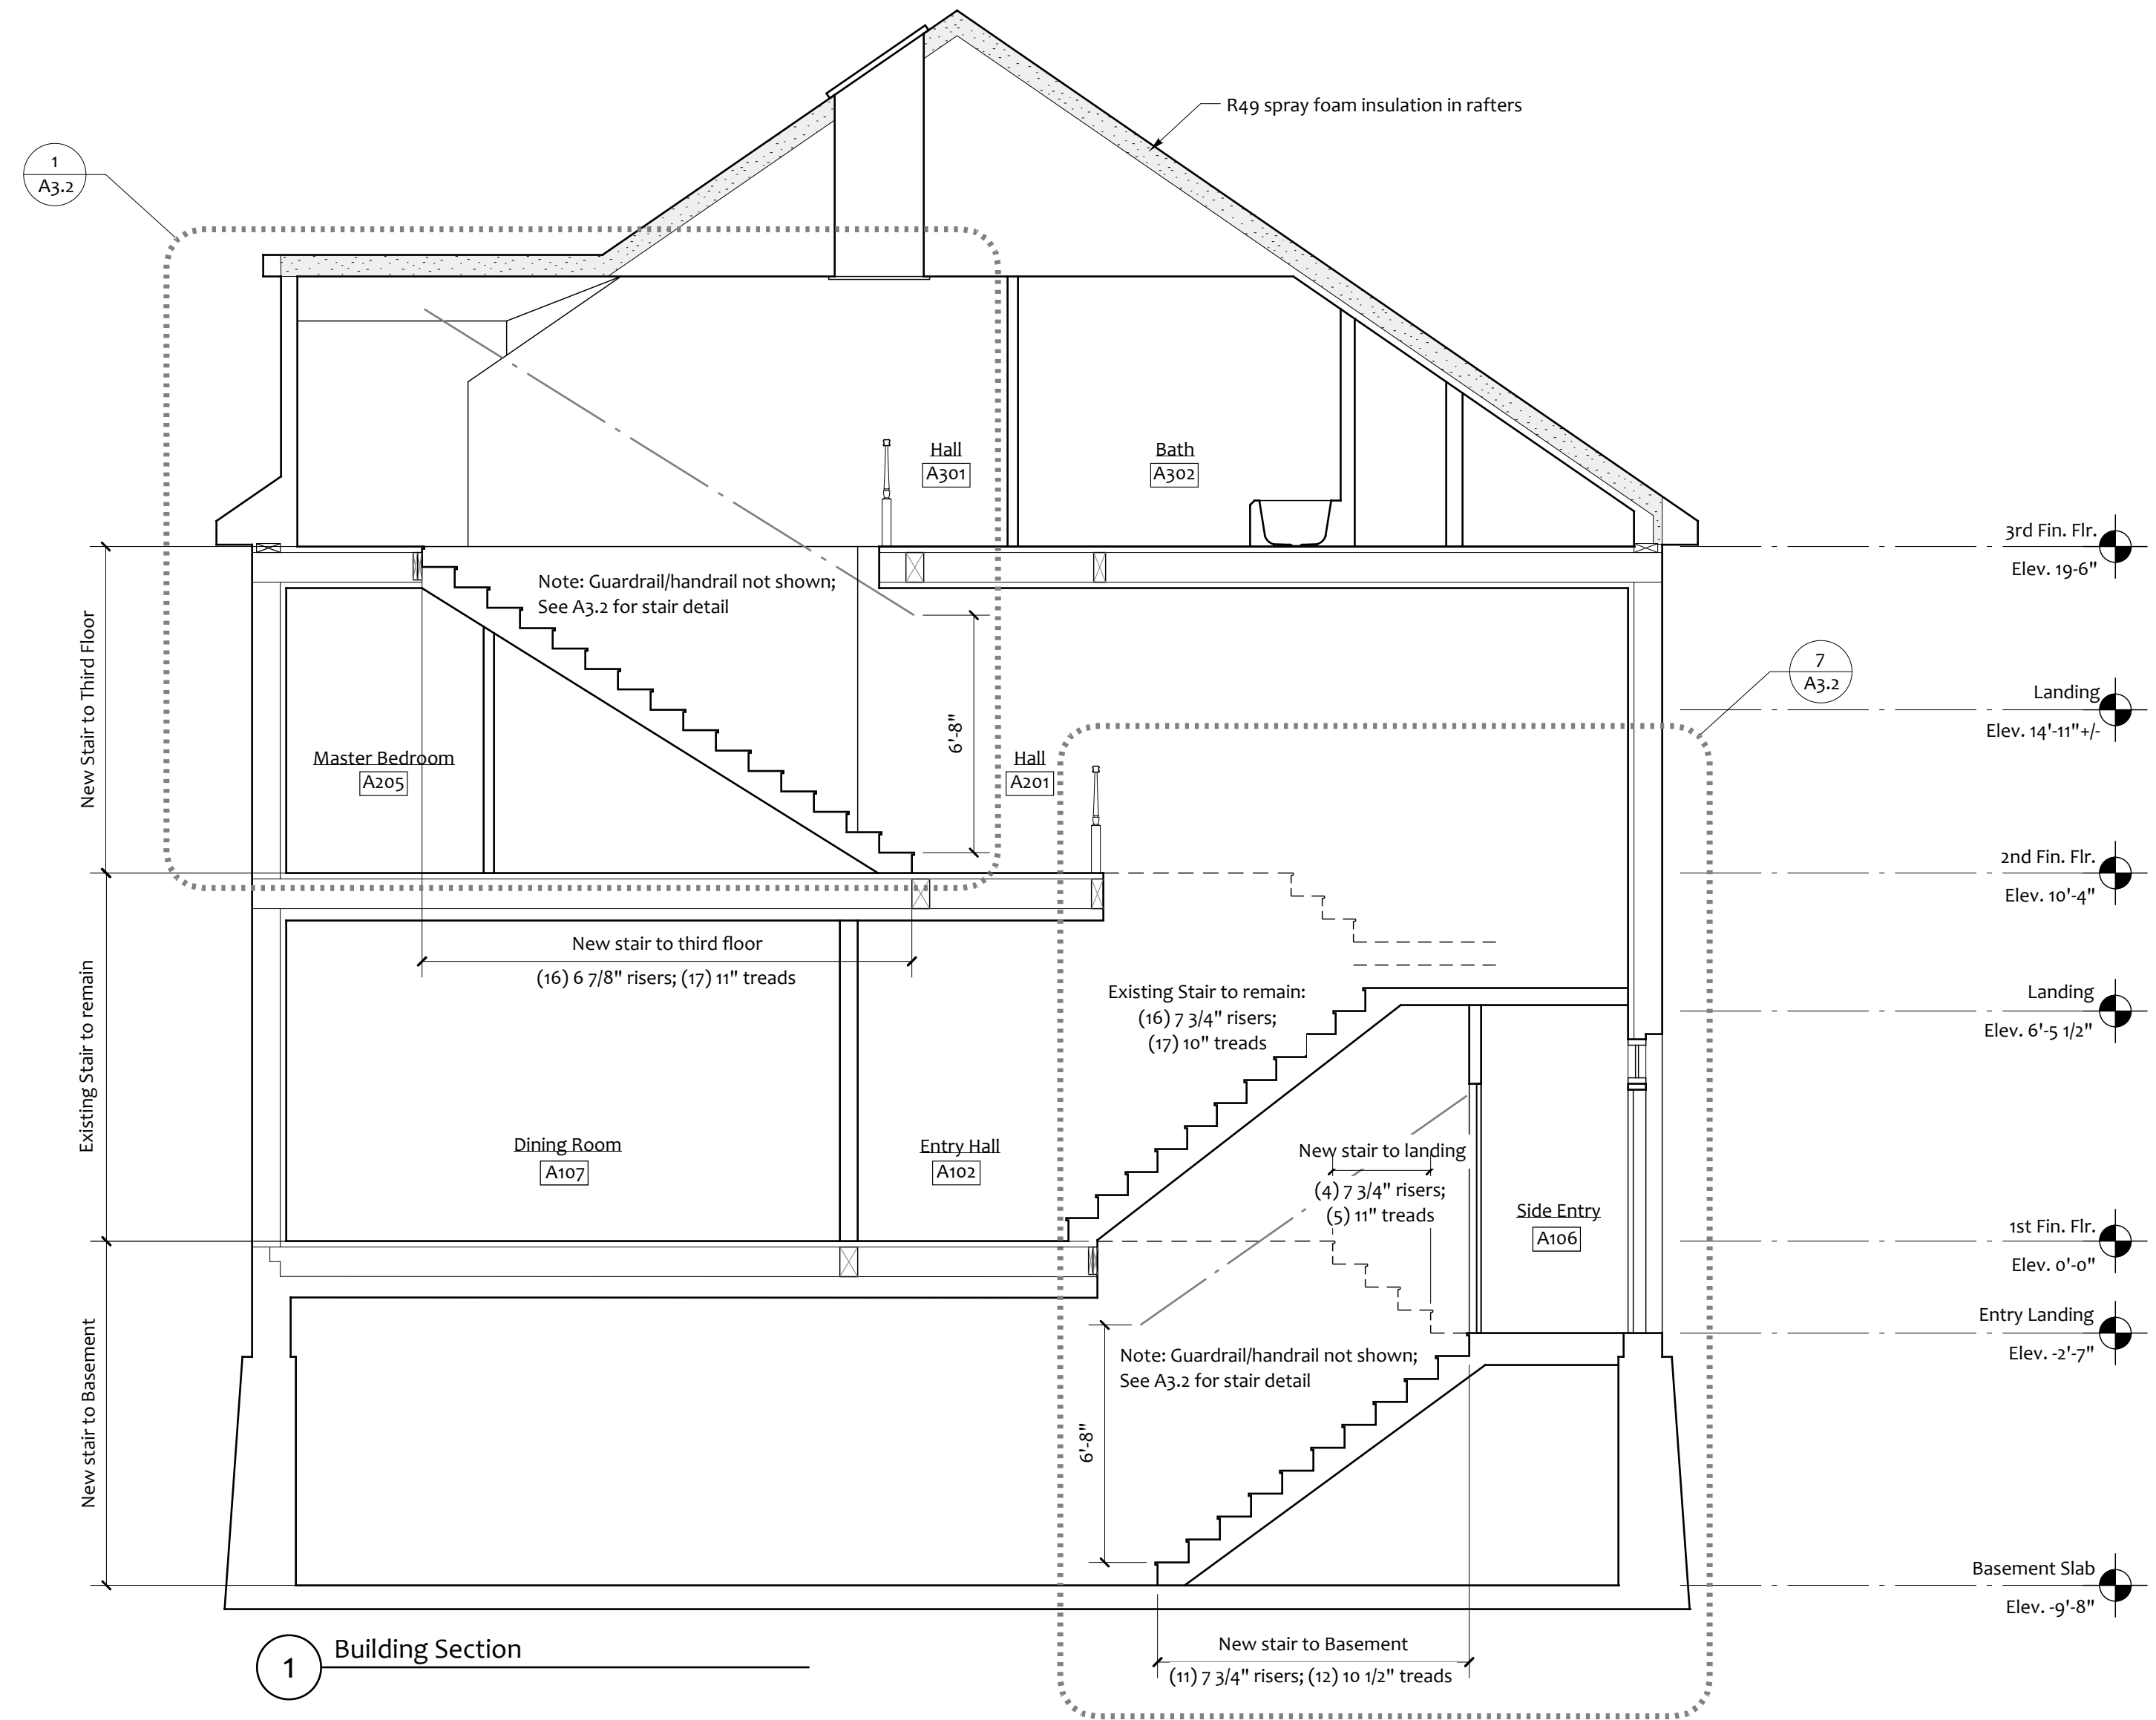 R49 spray foam insulation in rafters
1
A3.2
Hall
A301
Bath
A302
3rd Fin. Flr.
Elev. 19-6"
Note: Guardrail/handrail not shown;
See A3.2 for stair detail
New Stair to Third Floor
7
A3.2
Landing
Elev. 14'-11"+/-
6'-8"
Master Bedroom
A205
Hall
A201
2nd Fin. Flr.
Elev. 10'-4"
New stair to third floor
(16) 6 7/8" risers; (17) 11" treads
Existing Stair to remain
Existing Stair to remain:
(16) 7 3/4" risers;
(17) 10" treads
Landing
Elev. 6'-5 1/2"
Dining Room
A107
Entry Hall
A102
New stair to landing
(4) 7 3/4" risers;
(5) 11" treads
Side Entry
A106
1st Fin. Flr.
Elev. 0'-0"
Entry Landing
Elev. -2'-7"
Note: Guardrail/handrail not shown;
See A3.2 for stair detail
New stair to Basement
6'-8"
Basement Slab
Elev. -9'-8"
New stair to Basement
(11) 7 3/4" risers; (12) 10 1/2" treads
1
Building Section